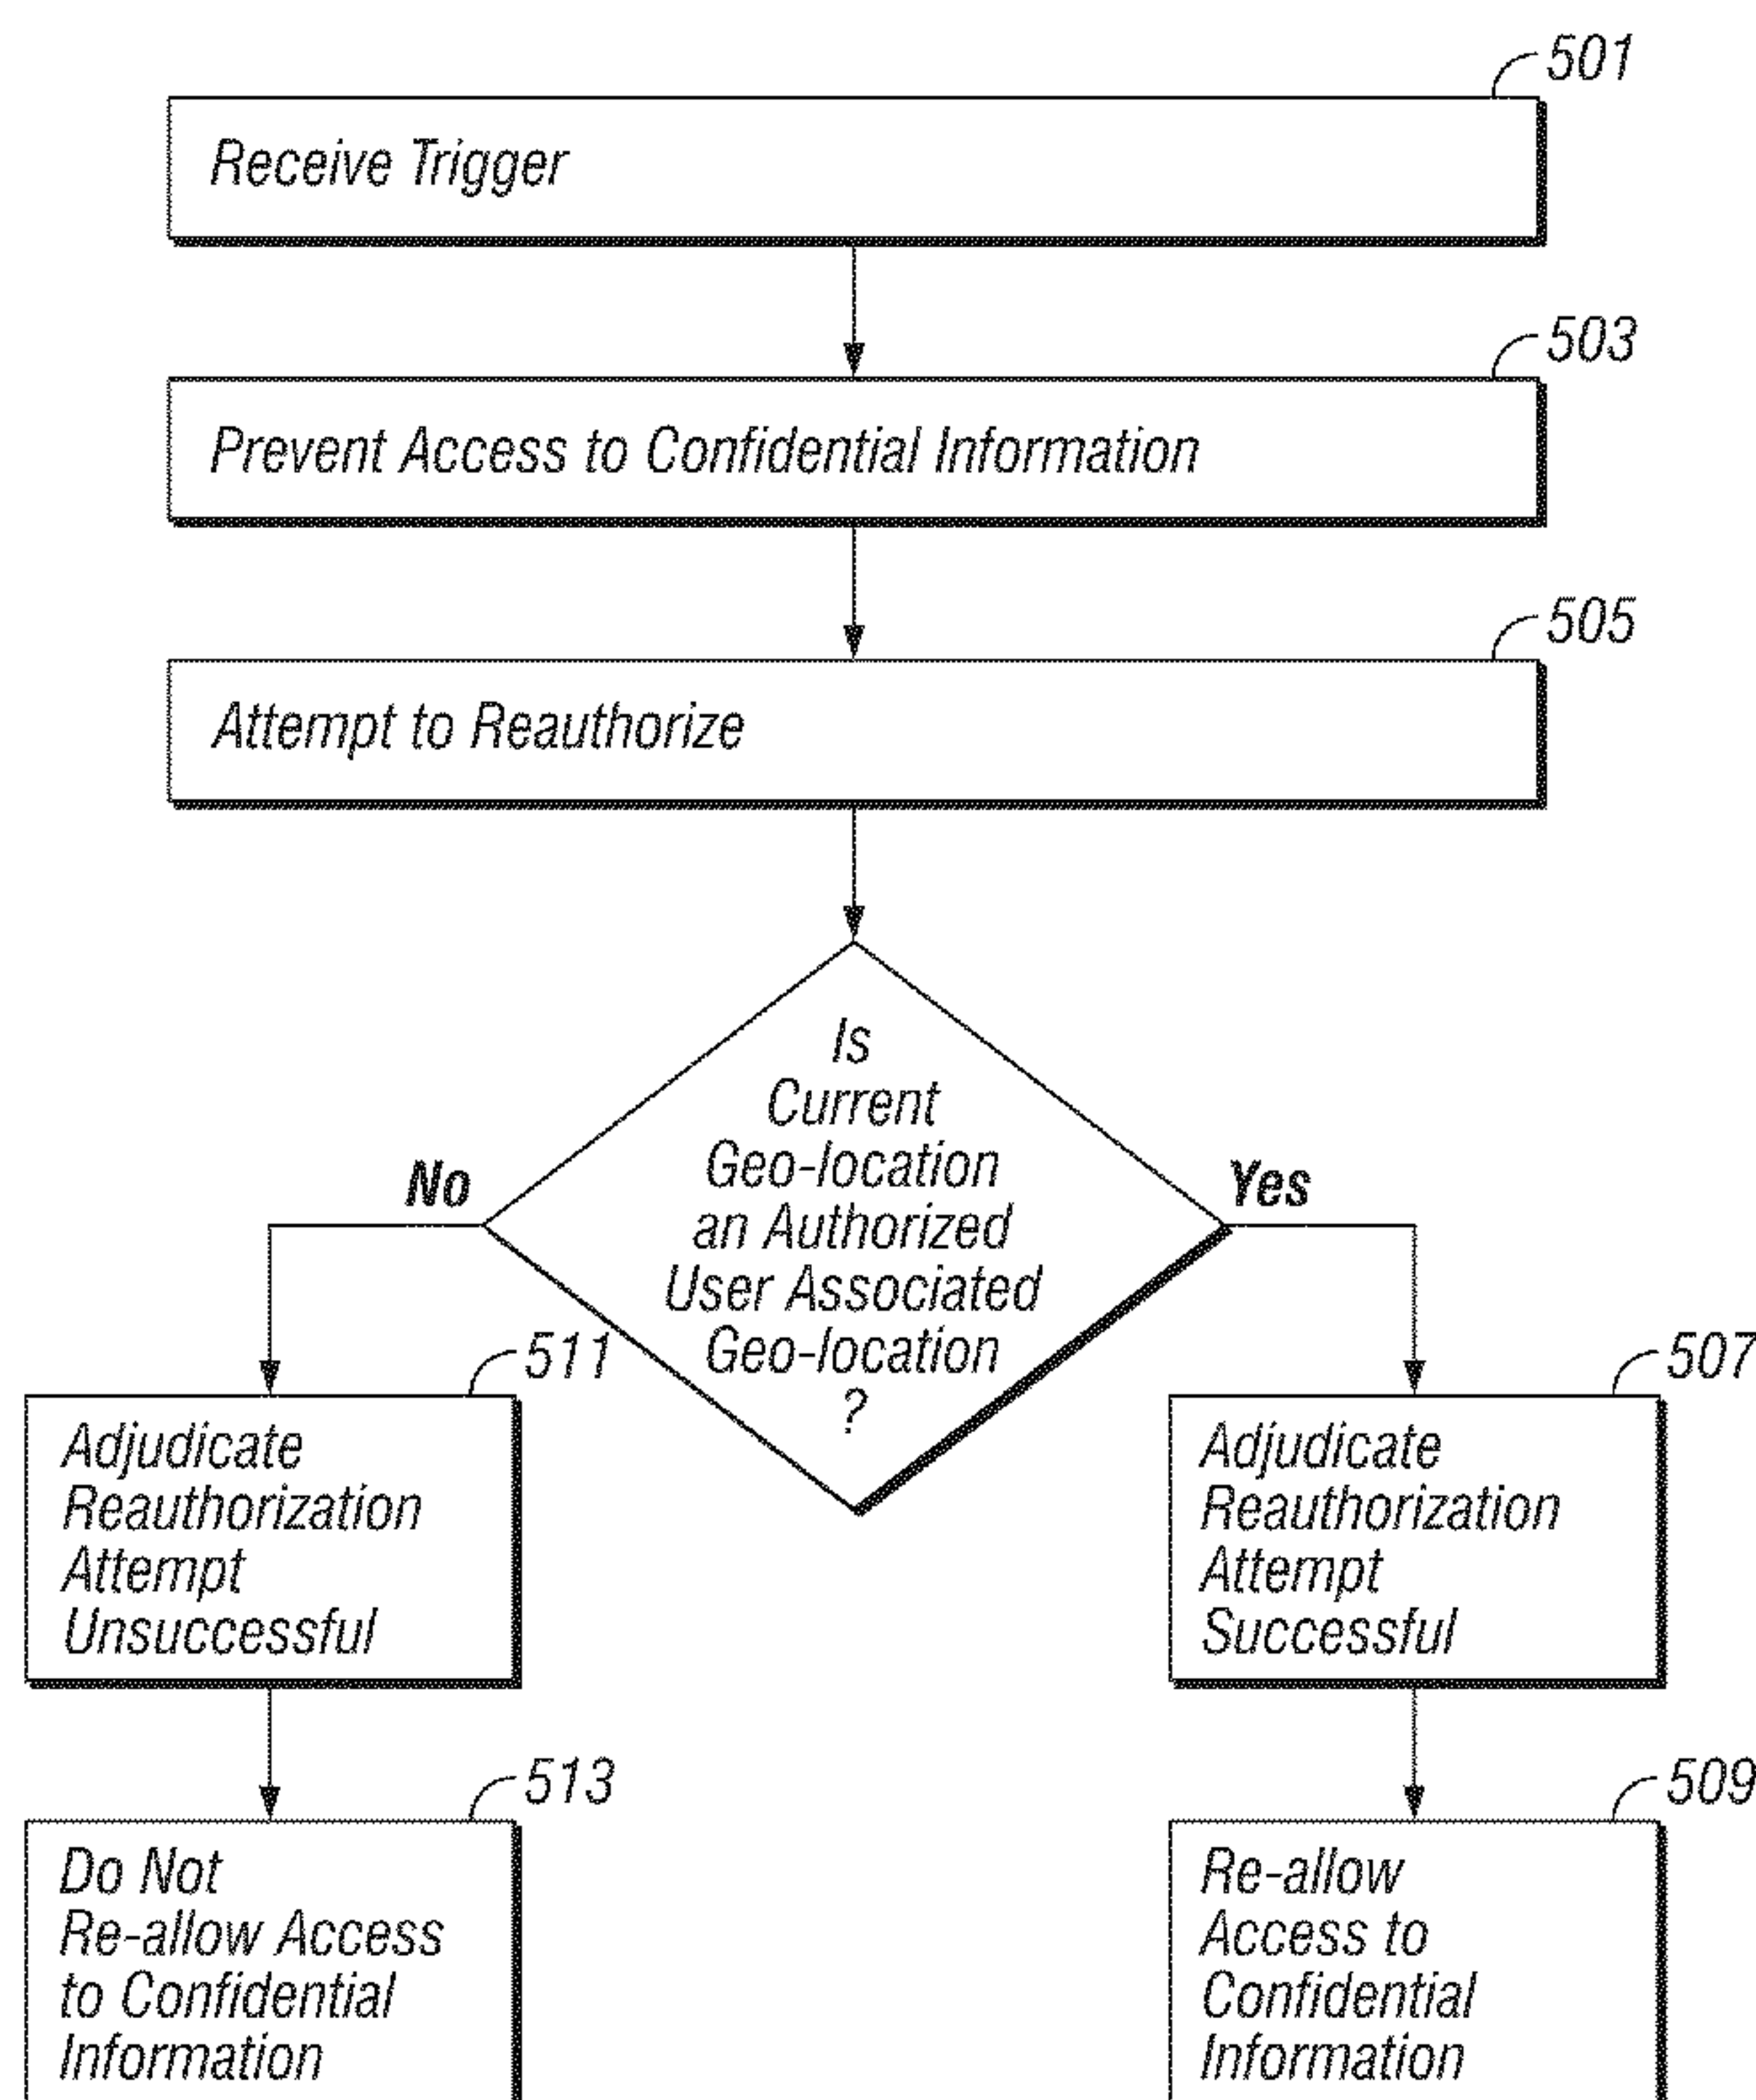 501
Receive Trigger
503
Prevent Access to Confidential Information
505
Attempt to Reauthorize
Is
Current
Geo-location
an Authorized
User Associated
Geo-location
?
No
Yes
511
Adjudicate
Reauthorization
Attempt
Unsuccessful
507
Adjudicate
Reauthorization
Attempt
Successful
513
Do Not
Re-allow Access
to Confidential
Information
509
Re-allow
Access to
Confidential
Information